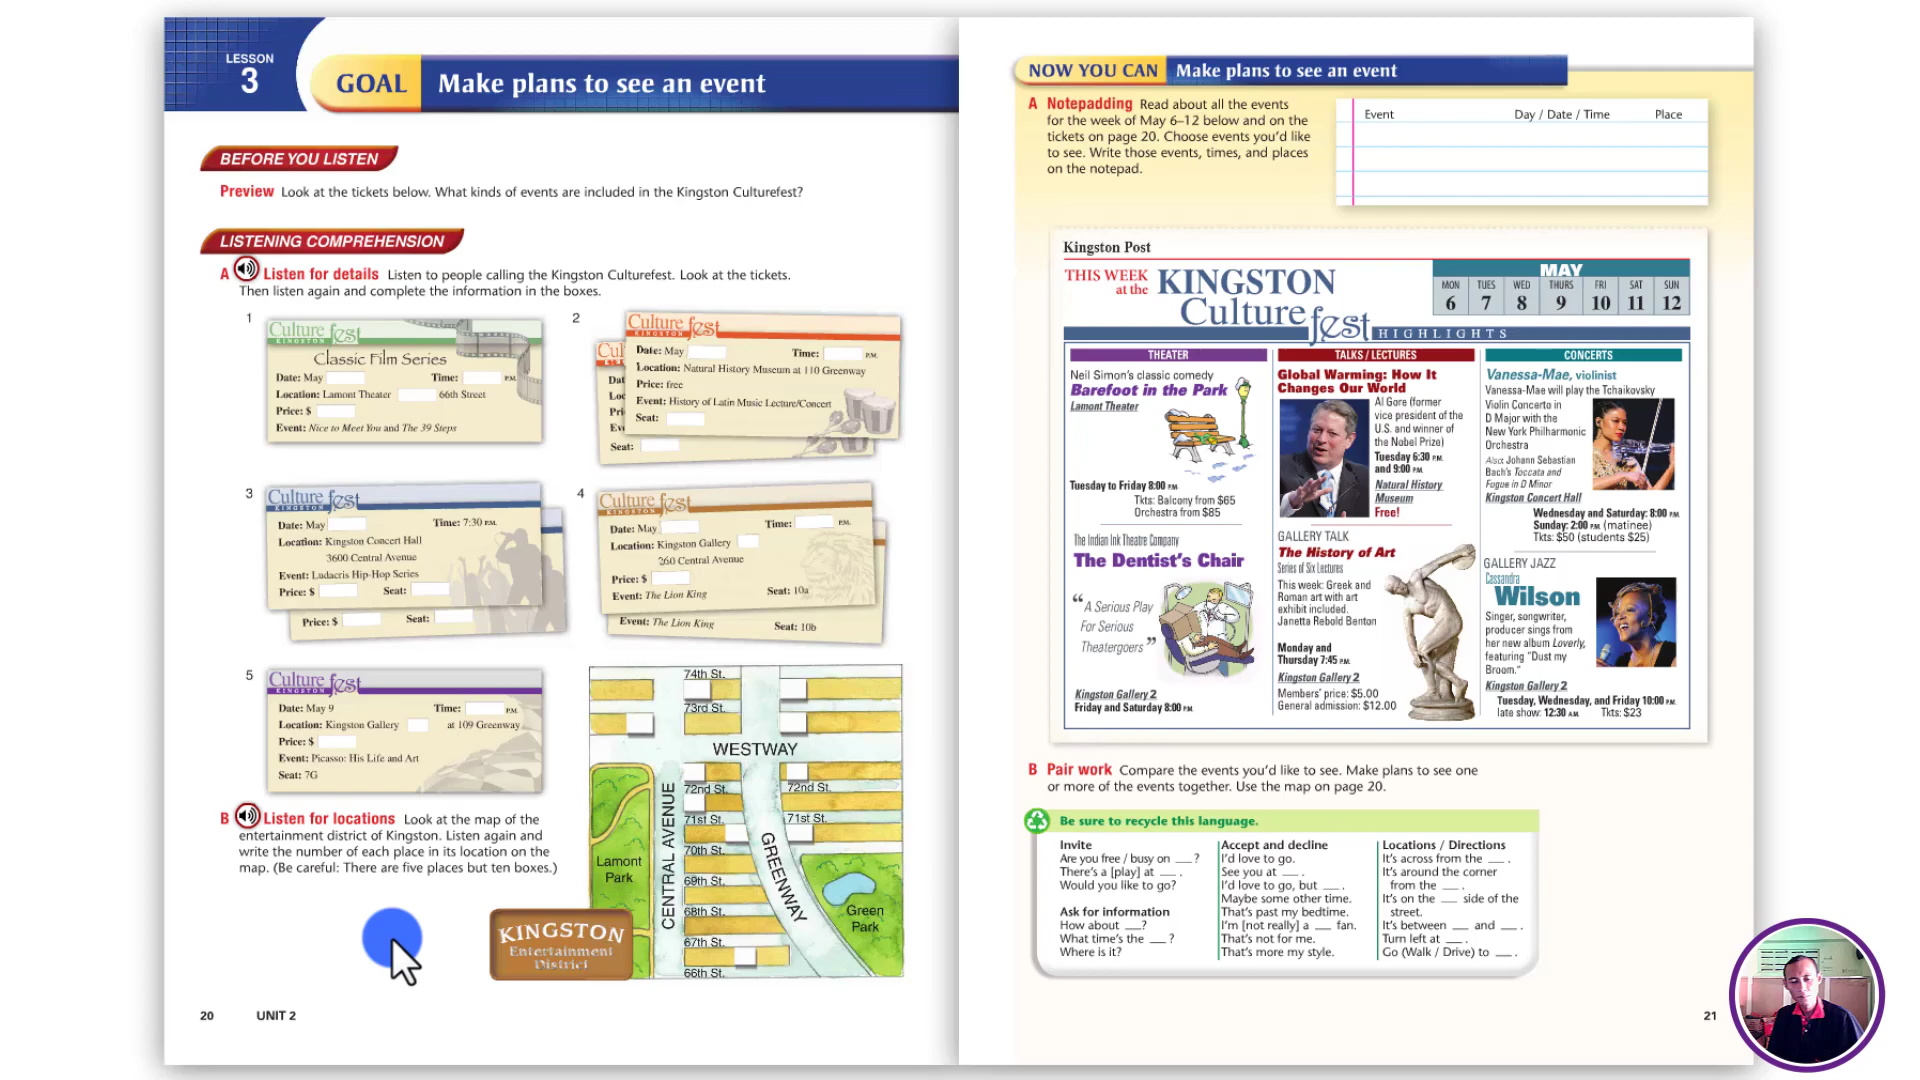 LESSON
3
GOAL Make plans to see an event
BEFORE YOU LISTEN
Preview Look at the tickets below. What kinds of events are included in the Kingston Culturefest?
LISTENING COMPREHENSION
A Listen for details Listen to people calling the Kingston Culturefest. Look at the tickets.
Then listen again and complete the information in the boxes.
1
Culture fest
KINGSTON
Classic Film Series
Date: May Time: P.M.
Location: Lamont Theater 66th Street
Price: $
Event: Nice to Meet You and The 39 Steps
2
Culture fest
KINGSTON
Date: May Time: P.M.
Location: Natural History Museum at 110 Greenway
Price: free
Event: History of Latin Music Lecture/Concert
Seat:
Seat:
3
Culture fest
KINGSTON
Date: May Time: 7:30 P.M.
Location: Kingston Concert Hall
3600 Central Avenue
Event: Ludacris Hip-Hop Series
Price: $ Seat:
Price: $ Seat:
4
Culture fest
KINGSTON
Date: May Time: P.M.
Location: Kingston Gallery
260 Central Avenue
Price: $
Event: The Lion King Seat: 10a
Event: The Lion King Seat: 10b
5
Culture fest
KINGSTON
Date: May 9 Time: P.M.
Location: Kingston Gallery at 109 Greenway
Price: $
Event: Picasso: His Life and Art
Seat: 7G
B Listen for locations Look at the map of the
entertainment district of Kingston. Listen again and
write the number of each place in its location on the
map. (Be careful: There are five places but ten boxes.)
74th St.
73rd St.
WESTWAY
72nd St. 72nd St.
71st St. 71st St.
70th St.
69th St.
68th St.
67th St.
66th St.
CENTRAL AVENUE
GREENWAY
Lamont
Park
Green
Park
KINGSTON
Entertainment
District
20 UNIT 2
NOW YOU CAN Make plans to see an event
A Notepadding Read about all the events
for the week of May 6–12 below and on the
tickets on page 20. Choose events you'd like
to see. Write those events, times, and places
on the notepad.
Event Day / Date / Time Place
Kingston Post
THIS WEEK
at the
KINGSTON
Culture fest
HIGHLIGHTS
MAY
MON TUES WED THURS FRI SAT SUN
6 7 8 9 10 11 12
THEATER
Neil Simon's classic comedy
Barefoot in the Park
Lamont Theater
Tuesday to Friday 8:00 P.M.
Tkts: Balcony from $65
Orchestra from $85
The Indian Ink Theatre Company
The Dentist's Chair
“A Serious Play
For Serious
Theatergoers”
Kingston Gallery 2
Friday and Saturday 8:00 P.M.
TALKS / LECTURES
Global Warming: How It
Changes Our World
Al Gore (former
vice president of the
U.S. and winner of
the Nobel Prize)
Tuesday 6:30 P.M.
and 9:00 P.M.
Natural History
Museum
Free!
GALLERY TALK
The History of Art
Series of Six Lectures
This week: Greek and
Roman art with art
exhibit included.
Janetta Rebold Benton
Monday and
Thursday 7:45 P.M.
Kingston Gallery 2
Members' price: $5.00
General admission: $12.00
CONCERTS
Vanessa-Mae, violinist
Vanessa-Mae will play the Tchaikovsky
Violin Concerto in
D Major with the
New York Philharmonic
Orchestra
Also: Johann Sebastian
Bach's Toccata and
Fugue in D Minor
Kingston Concert Hall
Wednesday and Saturday: 8:00 P.M.
Sunday: 2:00 P.M. (matinee)
Tkts: $50 (students $25)
GALLERY JAZZ
Cassandra
Wilson
Singer, songwriter,
producer sings from
her new album Loverly,
featuring “Dust my
Broom.”
Kingston Gallery 2
Tuesday, Wednesday, and Friday 10:00 P.M.
late show: 12:30 A.M. Tkts: $23
B Pair work Compare the events you'd like to see. Make plans to see one
or more of the events together. Use the map on page 20.
Be sure to recycle this language.
Invite
Are you free / busy on ___ ?
There's a [play] at ___ .
Would you like to go?
Ask for information
How about ___?
What time's the ___ ?
Where is it?
Accept and decline
I'd love to go.
See you at ___ .
I'd love to go, but ___ .
Maybe some other time.
That's past my bedtime.
I'm [not really] a ___ fan.
That's not for me.
That's more my style.
Locations / Directions
It's across from the ___ .
It's around the corner
from the ___ .
It's on the ___ side of the
street.
It's between ___ and ___ .
Turn left at ___ .
Go (Walk / Drive) to ___ .
21